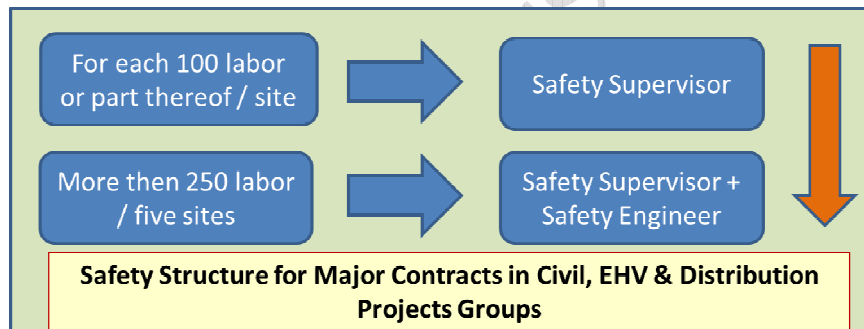 For each 100 labor
or part thereof / site
Safety Supervisor
More then 250 labor
/ five sites
Safety Supervisor +
Safety Engineer
Safety Structure for Major Contracts in Civil, EHV & Distribution
Projects Groups